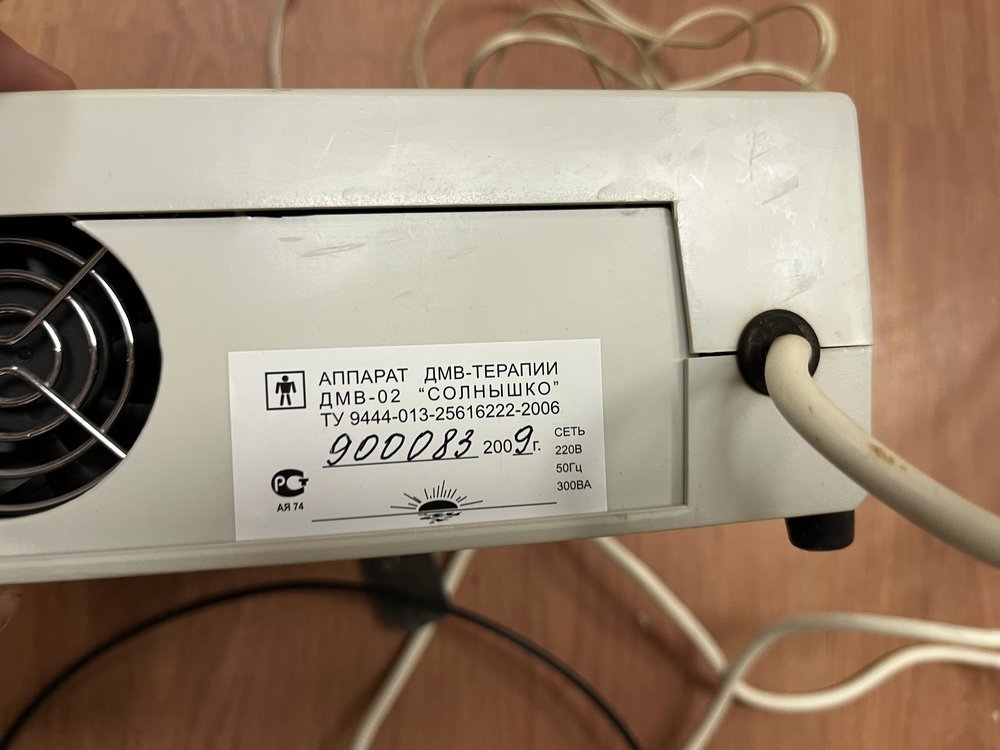 АППАРАТ ДМВ-ТЕРАПИИ
ДМВ-02 "СОЛНЫШКО"
ТУ 9444-013-25616222-2006
900083 2009г.
СЕТЬ
220В
50Гц
300ВА
РСТ
АЯ 74